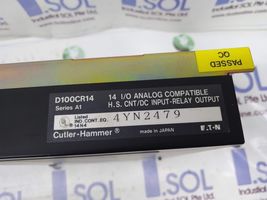 PASSED
QC
D100CR14
Series A1
14 I/O ANALOG COMPATIBLE
H.S. CNT/DC INPUT-RELAY OUTPUT
Listed
IND. CONT. EQ.
14N4
4YN2479
Cutler-Hammer
MADE IN JAPAN
EATON